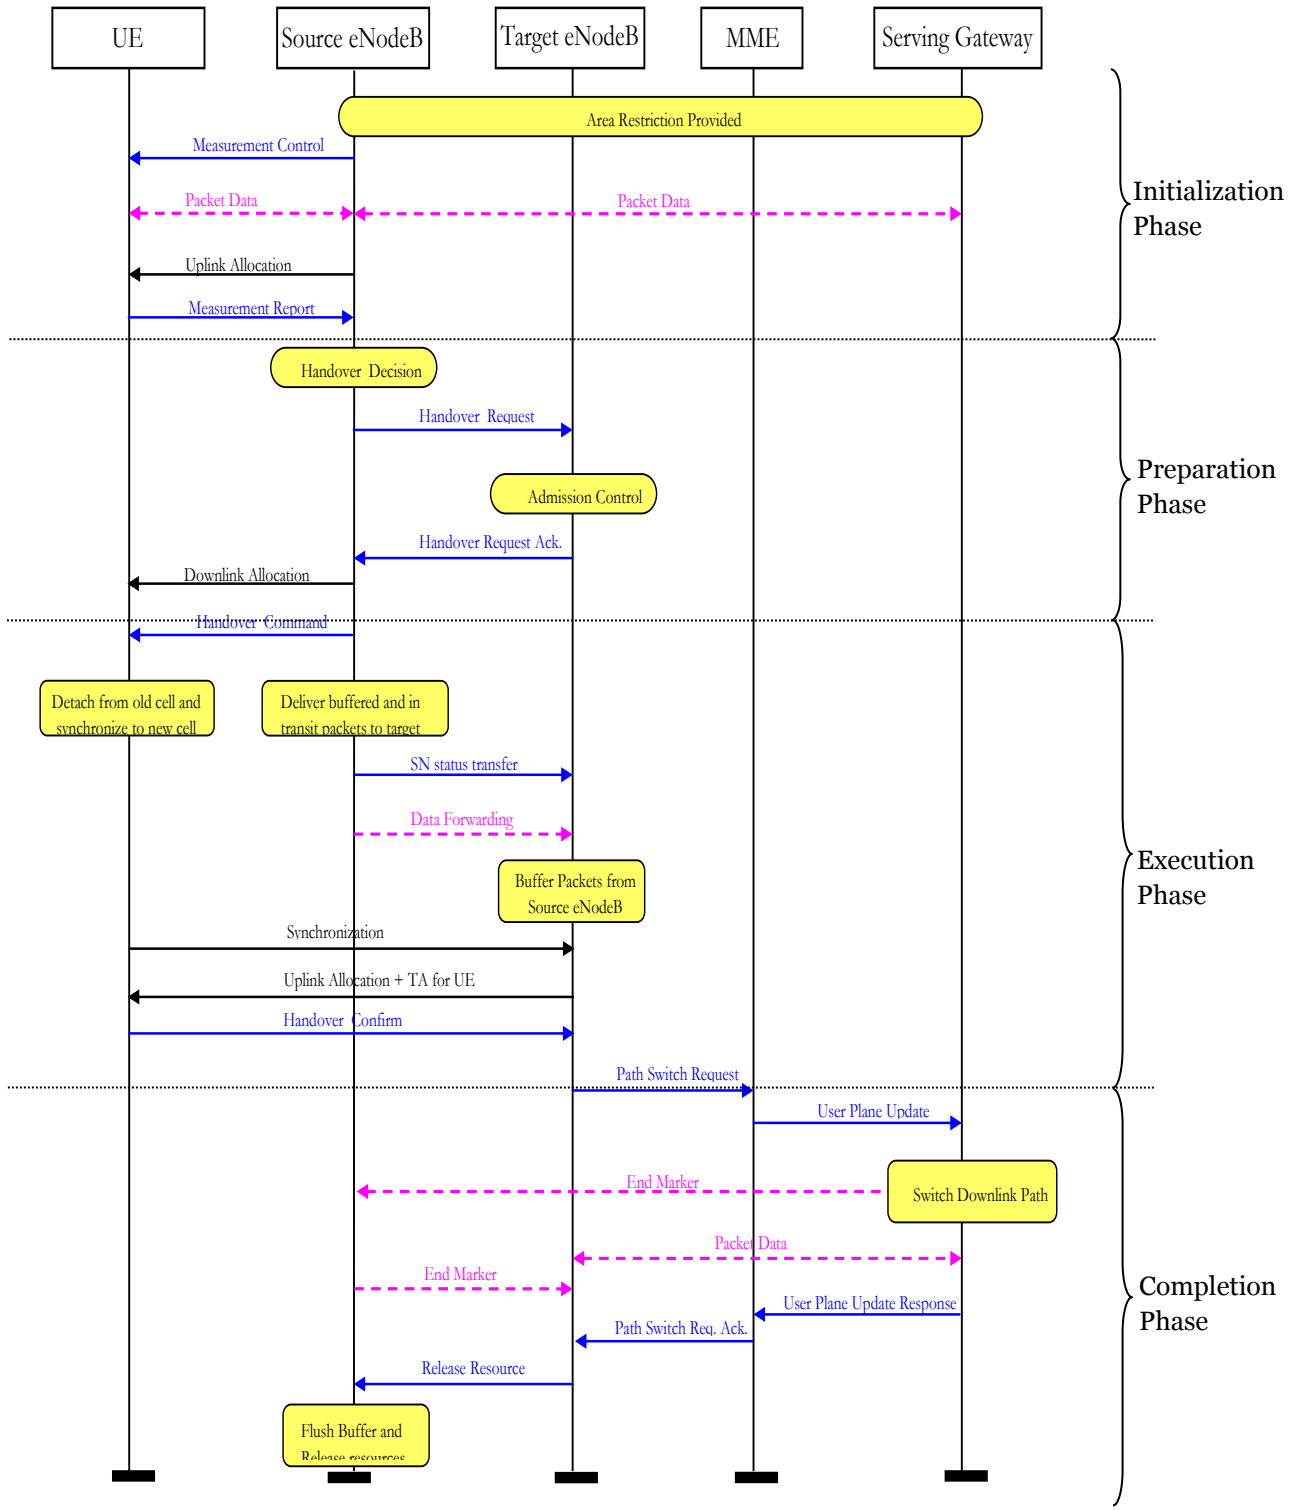 UE
Source eNodeB
Target eNodeB
MME
Serving Gateway
Area Restriction Provided
Measurement Control
Packet Data
Packet Data
Initialization
Phase
Uplink Allocation
Measurement Report
Handover Decision
Handover Request
Preparation
Phase
Admission Control
Handover Request Ack.
Downlink Allocation
Handover Command
Detach from old cell and
synchronize to new cell
Deliver buffered and in
transit packets to target
SN status transfer
Data Forwarding
Execution
Phase
Buffer Packets from
Source eNodeB
Synchronization
Uplink Allocation + TA for UE
Handover Confirm
Path Switch Request
User Plane Update
End Marker
Switch Downlink Path
Packet Data
End Marker
Completion
Phase
User Plane Update Response
Path Switch Req. Ack.
Release Resource
Flush Buffer and
Release resources